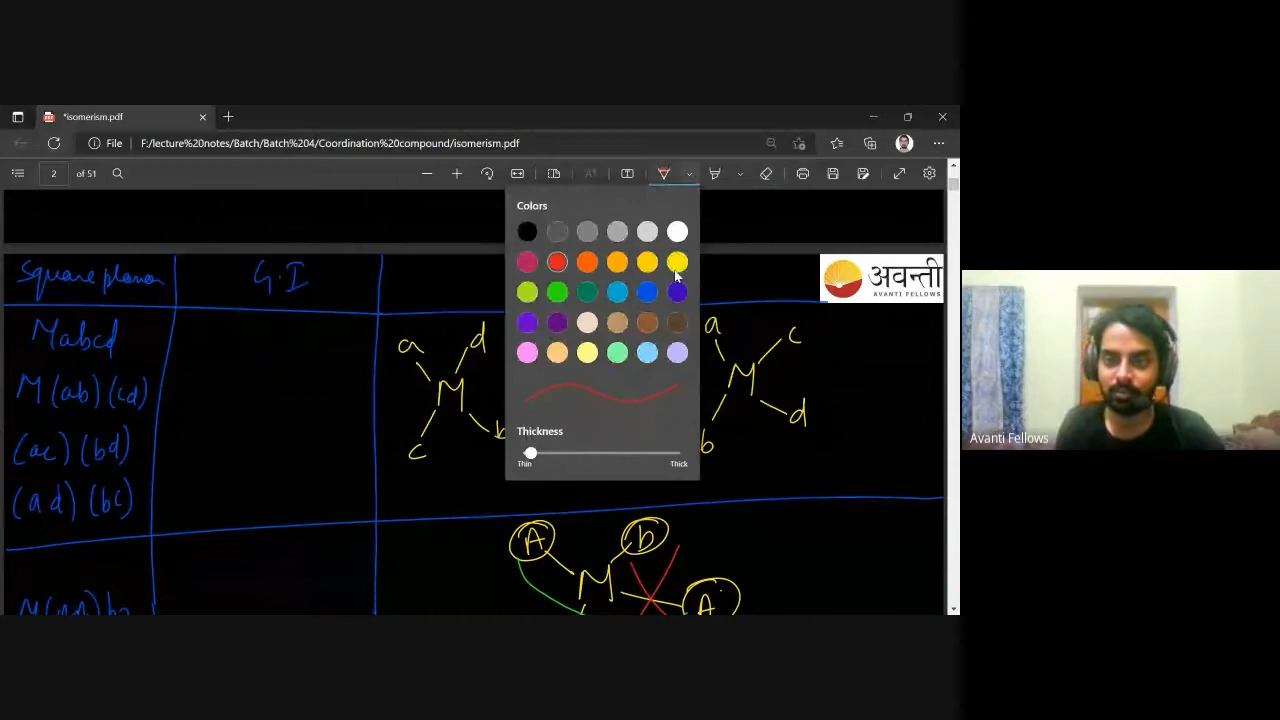 *isomerism.pdf
File F:/lecture%20notes/Batch/Batch%204/Coordination%20compound/isomerism.pdf
2 of 51
Colors
Square planar G.I
अवन्ती
AVANTI FELLOWS
Mabcd
M(ab)(cd)
(ac)(bd)
(ad)(bc)
a d
M
c b
a c
M
b d
Thickness
Thin Thick
A b
M
A
Avanti Fellows